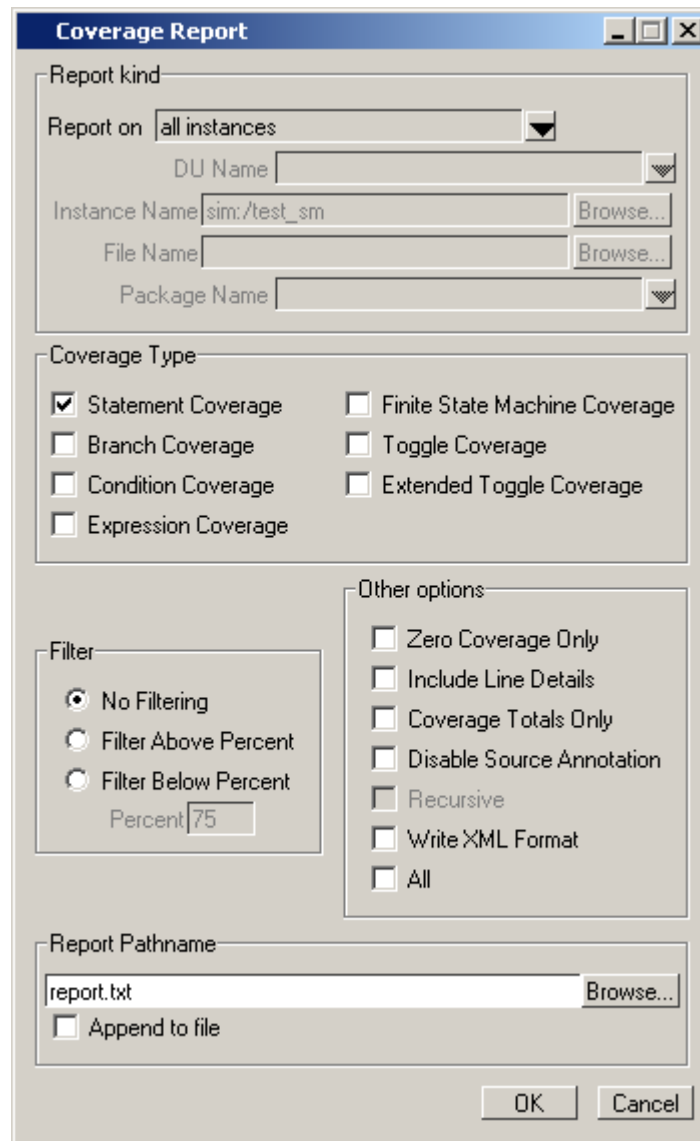 Coverage Report
Report kind
Report on all instances
DU Name
Instance Name sim:/test_sm Browse...
File Name Browse...
Package Name
Coverage Type
Statement Coverage Finite State Machine Coverage
Branch Coverage Toggle Coverage
Condition Coverage Extended Toggle Coverage
Expression Coverage
Other options
Zero Coverage Only
Include Line Details
Coverage Totals Only
Disable Source Annotation
Recursive
Write XML Format
All
Filter
No Filtering
Filter Above Percent
Filter Below Percent
Percent 75
Report Pathname
report.txt Browse...
Append to file
OK Cancel